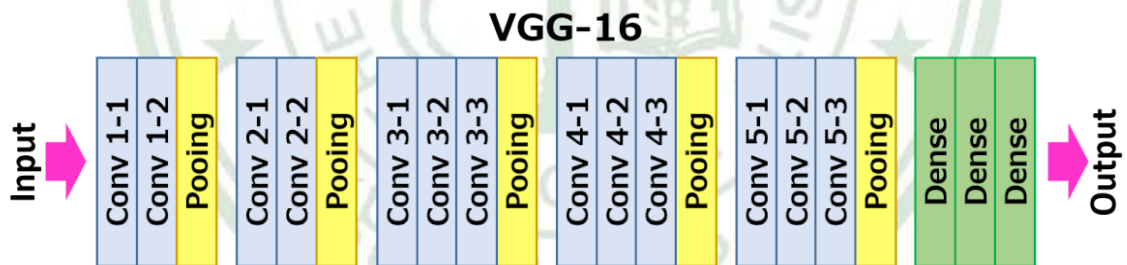 VGG-16
Input
Conv 1-1
Conv 1-2
Pooing
Conv 2-1
Conv 2-2
Pooing
Conv 3-1
Conv 3-2
Conv 3-3
Pooing
Conv 4-1
Conv 4-2
Conv 4-3
Pooing
Conv 5-1
Conv 5-2
Conv 5-3
Pooing
Dense
Dense
Dense
Output